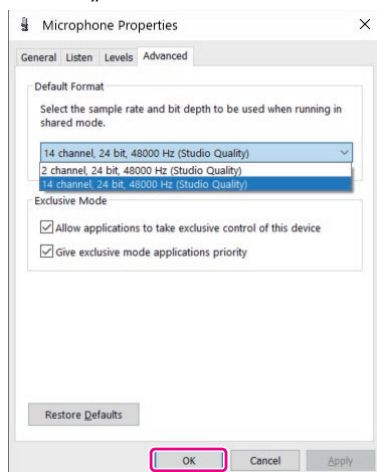 Microphone Properties
General Listen Levels Advanced
Default Format
Select the sample rate and bit depth to be used when running in
shared mode.
14 channel, 24 bit, 48000 Hz (Studio Quality)
2 channel, 24 bit, 48000 Hz (Studio Quality)
14 channel, 24 bit, 48000 Hz (Studio Quality)
Exclusive Mode
Allow applications to take exclusive control of this device
Give exclusive mode applications priority
Restore Defaults
OK Cancel Apply